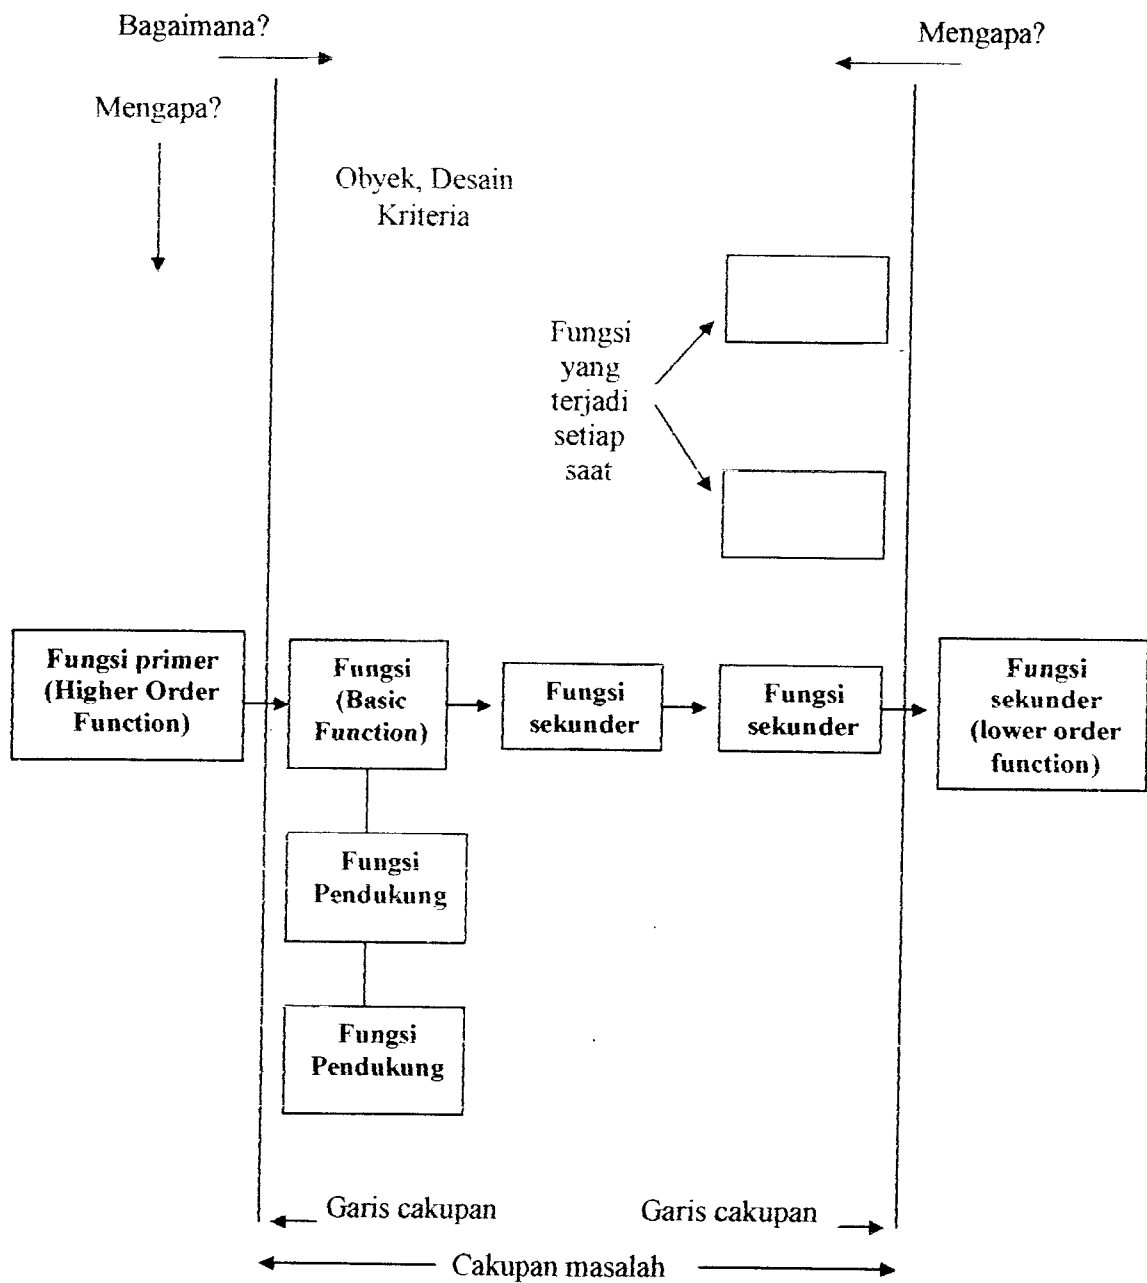 Bagaimana?
Mengapa?
Mengapa?
Obyek, Desain
Kriteria
Fungsi
yang
terjadi
setiap
saat
Fungsi primer
(Higher Order
Function)
Fungsi
(Basic
Function)
Fungsi
sekunder
Fungsi
sekunder
Fungsi
sekunder
(lower order
function)
Fungsi
Pendukung
Fungsi
Pendukung
Garis cakupan
Garis cakupan
Cakupan masalah